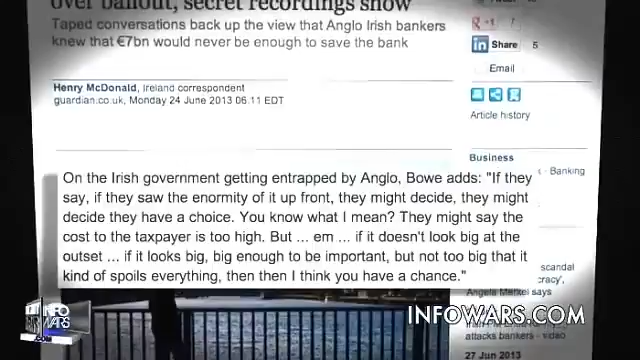 over bailout, secret recordings show
Taped conversations back up the view that Anglo Irish bankers
knew that €7bn would never be enough to save the bank
Henry McDonald, Ireland correspondent
guardian.co.uk, Monday 24 June 2013 06.11 EDT
Share 5
Email
Article history
Business
- Banking
On the Irish government getting entrapped by Anglo, Bowe adds: "If they
say, if they saw the enormity of it up front, they might decide, they might
decide they have a choice. You know what I mean? They might say the
cost to the taxpayer is too high. But ... em ... if it doesn't look big at the
outset ... if it looks big, big enough to be important, but not too big that it
kind of spoils everything, then then I think you have a chance."
scandal
Angela Merkel says
attacks bankers - video
27 Jun 2013
INFO
WARS
.COM
INFOWARS.COM